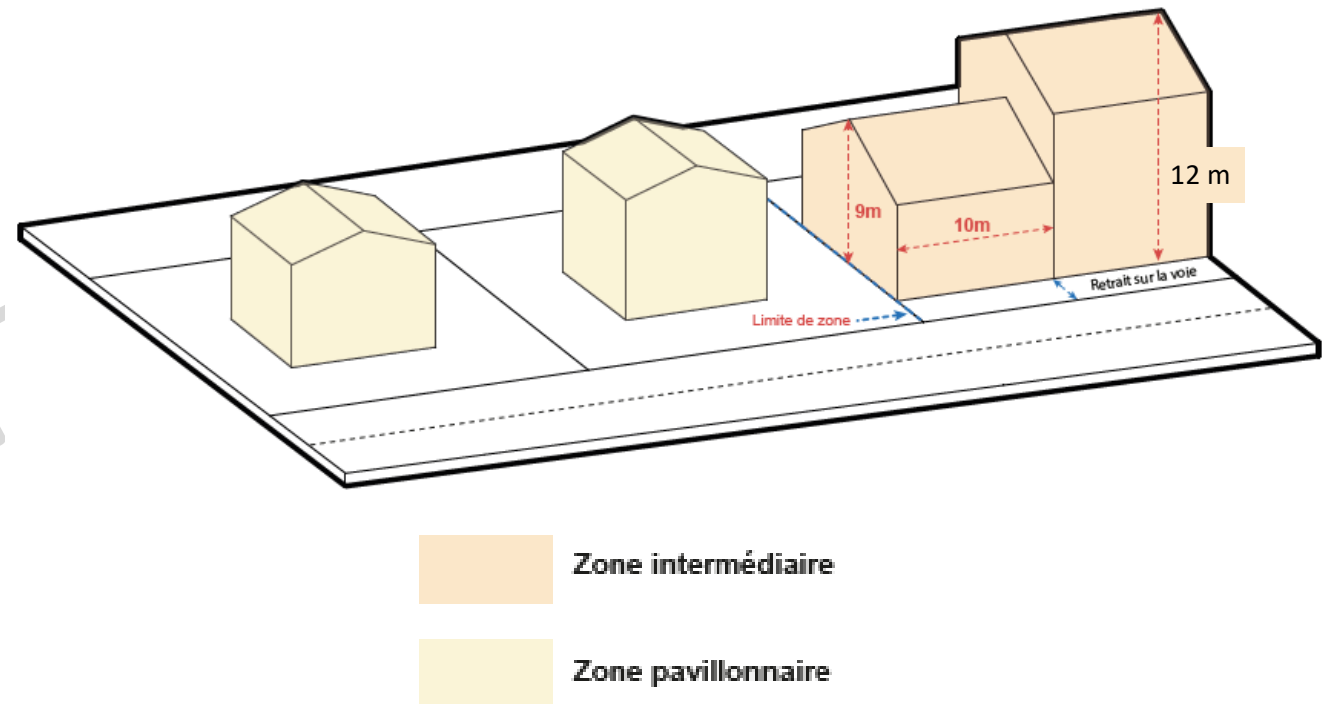 12 m
9m
10m
Retrait sur la voie
Limite de zone
Zone intermédiaire
Zone pavillonnaire